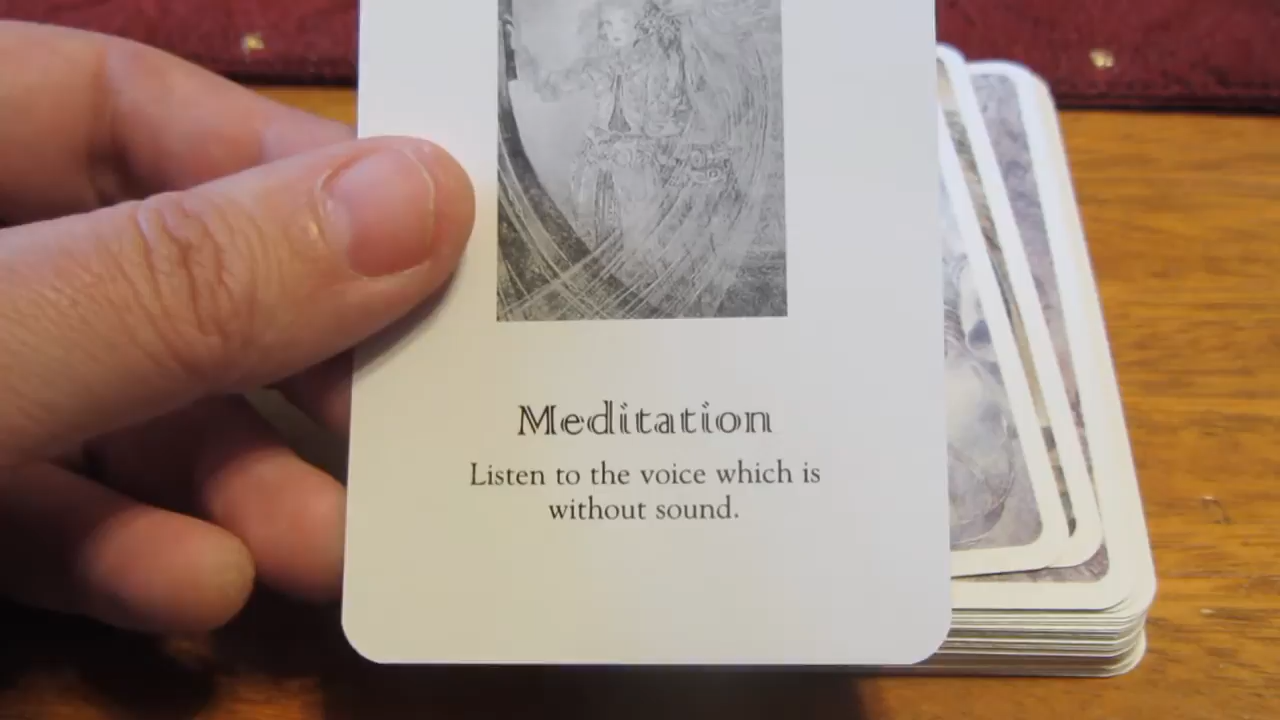 Meditation
Listen to the voice which is
without sound.